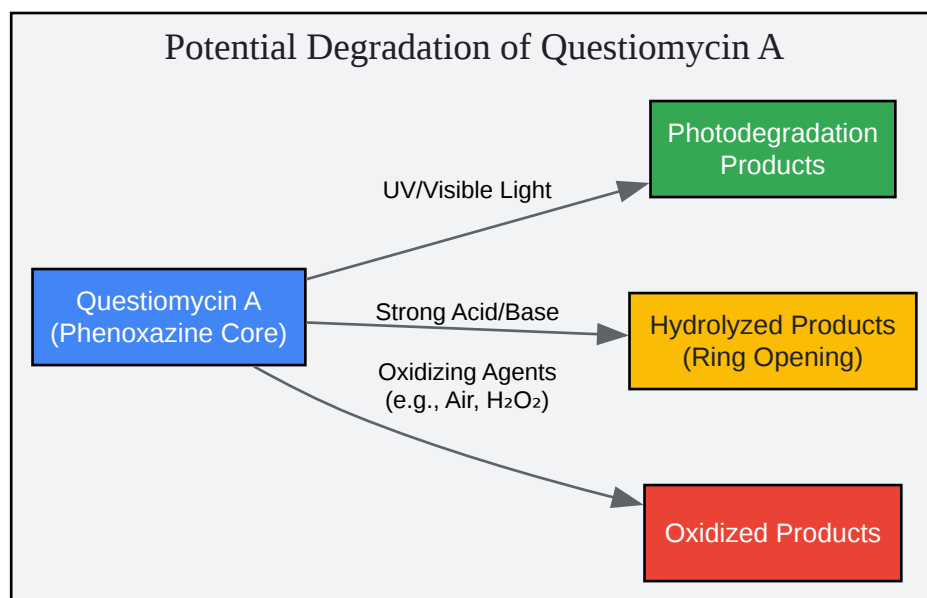 Potential Degradation of Questiomycin A
Photodegradation
Products
UV/Visible Light
Questiomycin A
(Phenoxazine Core)
Strong Acid/Base
Hydrolyzed Products
(Ring Opening)
Oxidizing Agents
(e.g., Air, H₂O₂)
Oxidized Products